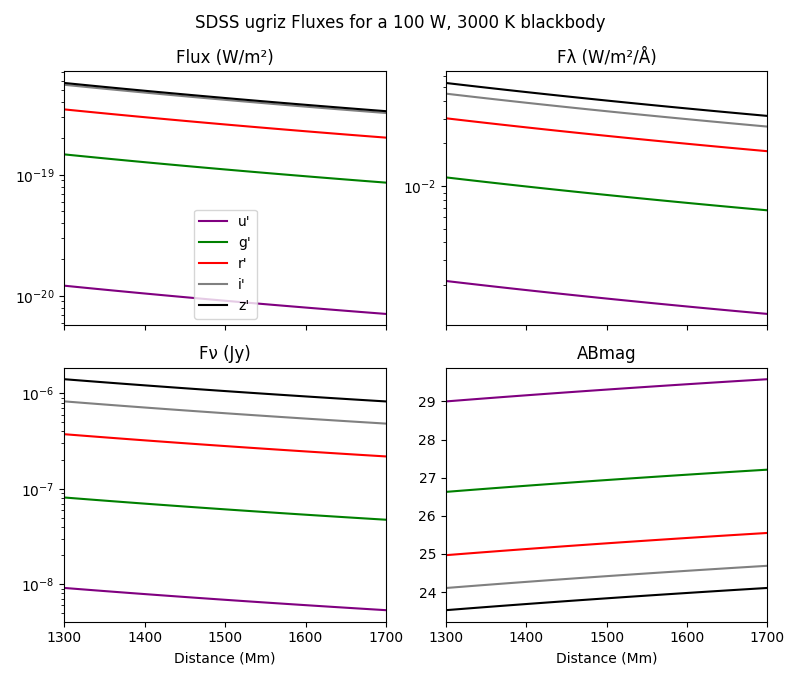 SDSS ugriz Fluxes for a 100 W, 3000 K blackbody
Flux (W/m²)
10⁻¹⁹
10⁻²⁰
u'
g'
r'
i'
z'
Fλ (W/m²/Å)
10⁻²
Fν (Jy)
10⁻⁶
10⁻⁷
10⁻⁸
1300 1400 1500 1600 1700
Distance (Mm)
ABmag
29
28
27
26
25
24
1300 1400 1500 1600 1700
Distance (Mm)